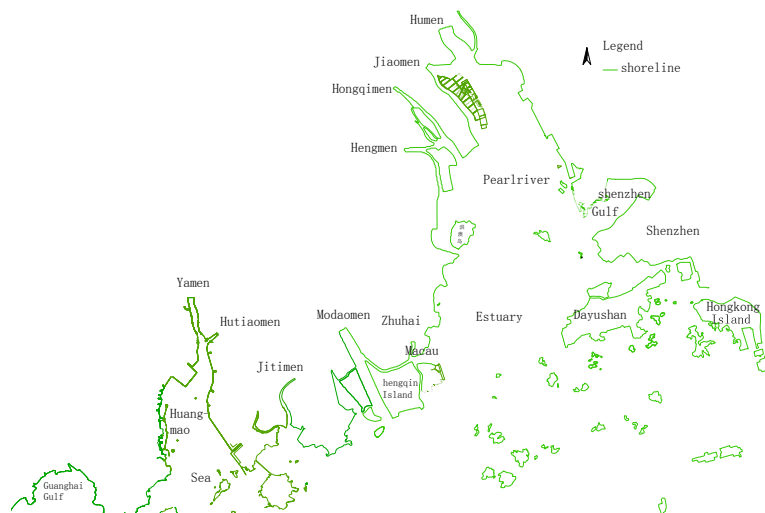 Humen
Legend
Jiaomen
shoreline
Hongqimen
Hengmen
Pearlriver
shenzhen
Gulf
Shenzhen
Yamen
Hutiaomen
Modaomen
Zhuhai
Estuary
Dayushan
Hongkong
Island
Macau
Jitimen
hengqin
Island
Huang-
mao
Sea
Guanghai
Gulf